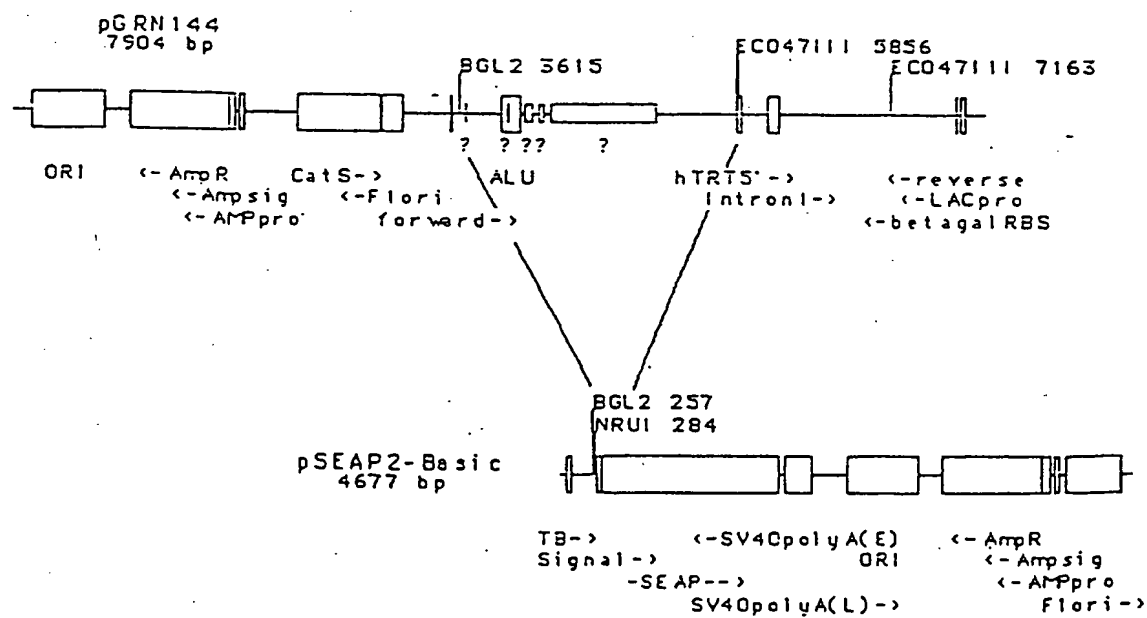 pGRN144
7904 bp
BGL2 3615
ECO47III 5856
ECO47III 7163
? ? ?? ?
ORI <-AmpR CatS-> ALU hTRT5'-> <-reverse
<-Ampsig <-Flori Intron1-> <-LACpro
<-AMPpro forward-> <-betagalRBS
BGL2 257
NRU1 284
pSEAP2-Basic
4677 bp
TB-> <-SV40polyA(E) <-AmpR
Signal-> ORI <-Ampsig
-SEAP--> <-AMPpro
SV40polyA(L)-> Flori->